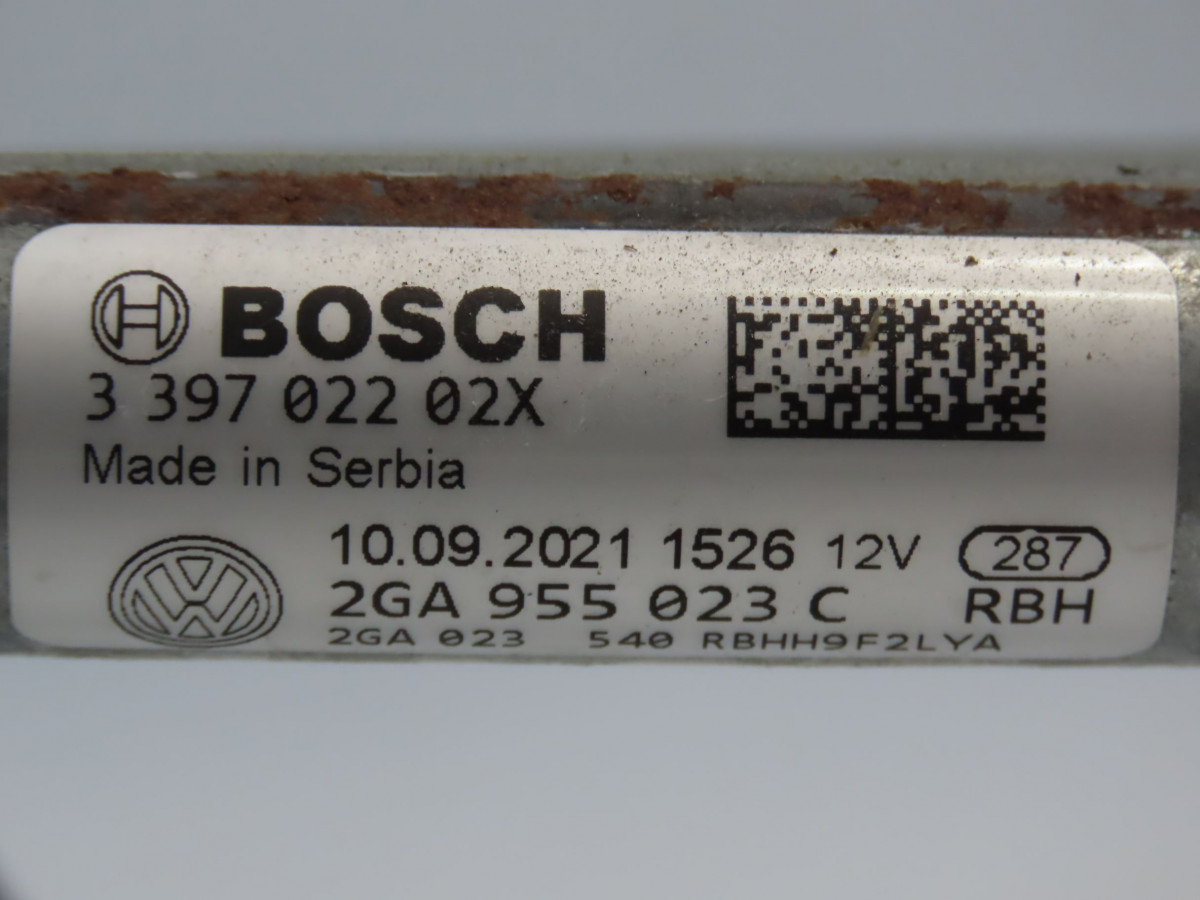 BOSCH
3 397 022 02X
Made in Serbia
10.09.2021 1526 12V 287
2GA 955 023 C RBH
2GA 023 540 RBHH9F2LYA